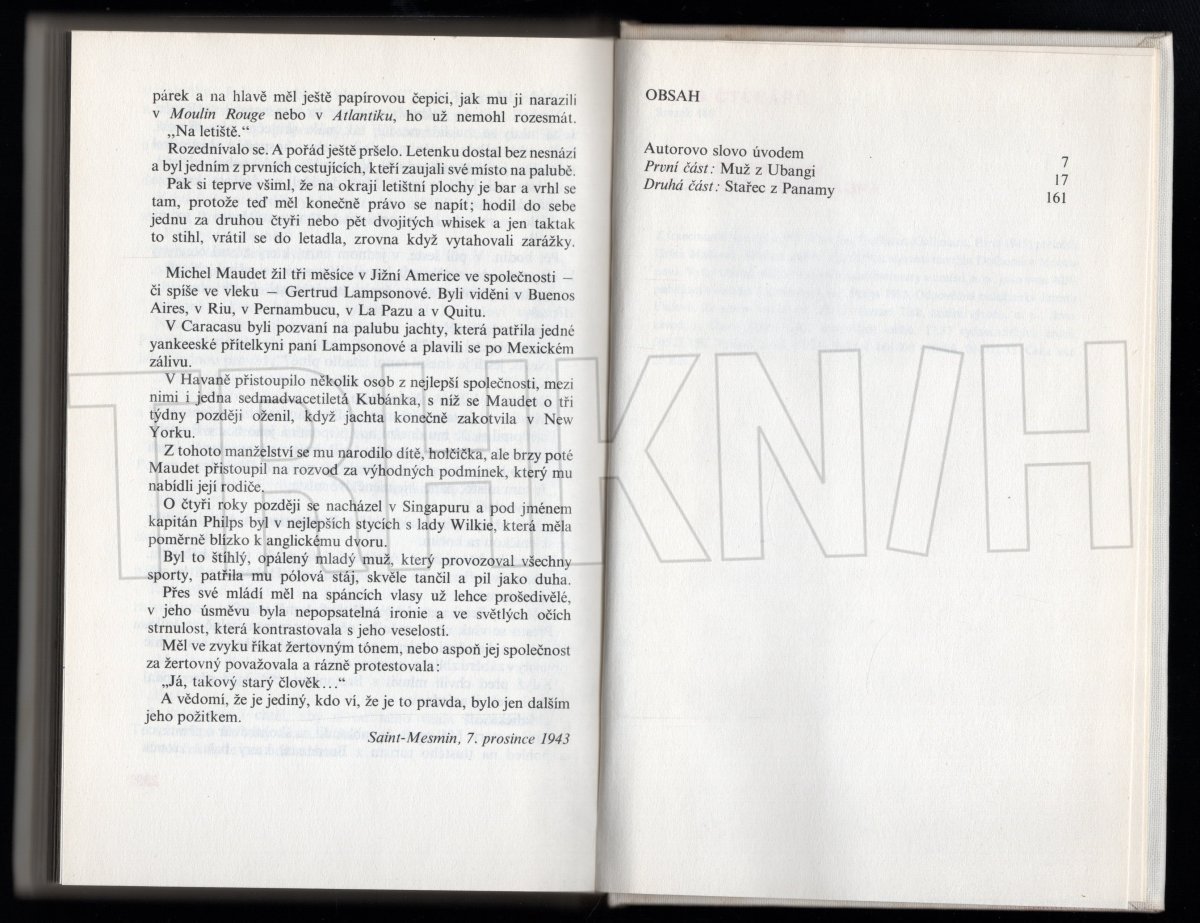 párek a na hlavě měl ještě papírovou čepici, jak mu ji narazili
v Moulin Rouge nebo v Atlantiku, ho už nemohl rozesmát.
„Na letiště.“
Rozednívalo se. A pořád ještě pršelo. Letenku dostal bez nesnází
a byl jedním z prvních cestujících, kteří zaujali své místo na palubě.
Pak si teprve všiml, že na okraji letištní plochy je bar a vrhl se
tam, protože teď měl konečně právo se napít; hodil do sebe
jednu za druhou čtyři nebo pět dvojitých whisek a jen taktak
to stihl, vrátil se do letadla, zrovna když vytahovali zarážky.
Michel Maudet žil tři měsíce v Jižní Americe ve společnosti –
či spíše ve vleku – Gertrud Lampsonové. Byli viděni v Buenos
Aires, v Riu, v Pernambucu, v La Pazu a v Quitu.
V Caracasu byli pozvaní na palubu jachty, která patřila jedné
yankeeské přítelkyni paní Lampsonové a plavili se po Mexickém
zálivu.
V Havaně přistoupilo několik osob z nejlepší společnosti, mezi
nimi i jedna sedmadvacetiletá Kubánka, s níž se Maudet o tři
týdny později oženil, když jachta konečně zakotvila v New
Yorku.
Z tohoto manželství se mu narodilo dítě, holčička, ale brzy poté
Maudet přistoupil na rozvod za výhodných podmínek, který mu
nabídli její rodiče.
O čtyři roky později se nacházel v Singapuru a pod jménem
kapitán Philps byl v nejlepších stycích s lady Wilkie, která měla
poměrně blízko k anglickému dvoru.
Byl to štíhlý, opálený mladý muž, který provozoval všechny
sporty, patřila mu pólová stáj, skvěle tančil a pil jako duha.
Přes své mládí měl na spáncích vlasy už lehce prošedivělé,
v jeho úsměvu byla nepopsatelná ironie a ve světlých očích
strnulost, která kontrastovala s jeho veselostí.
Měl ve zvyku říkat žertovným tónem, nebo aspoň jej společnost
za žertovný považovala a rázně protestovala:
„Já, takový starý člověk...“
A vědomí, že je jediný, kdo ví, že je to pravda, bylo jen dalším
jeho požitkem.
Saint-Mesmin, 7. prosince 1943
OBSAH
Autorovo slovo úvodem 7
První část: Muž z Ubangi 17
Druhá část: Stařec z Panamy 161
TRHKN/H